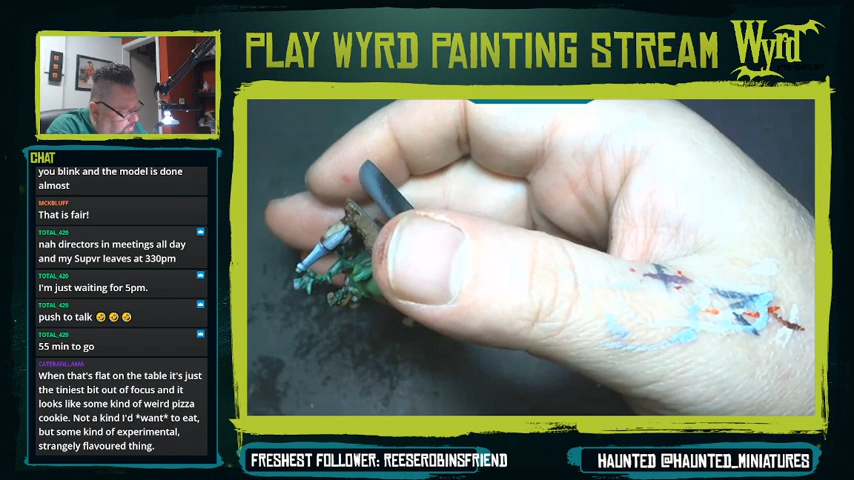 PLAY WYRD PAINTING STREAM
Wyrd
CHAT
you blink and the model is done
almost
MCKBLUFF
That is fair!
TOTAL_420
nah directors in meetings all day
and my Supvr leaves at 330pm
TOTAL_420
I'm just waiting for 5pm.
TOTAL_420
push to talk 🤣 🤣 🤣
TOTAL_420
55 min to go
When that's flat on the table it's just
the tiniest bit out of focus and it
looks like some kind of weird pizza
cookie. Not a kind I'd *want* to eat,
but some kind of experimental,
strangely flavoured thing.
FRESHEST FOLLOWER: REESEROBINSFRIEND
HAUNTED @HAUNTED_MINIATURES